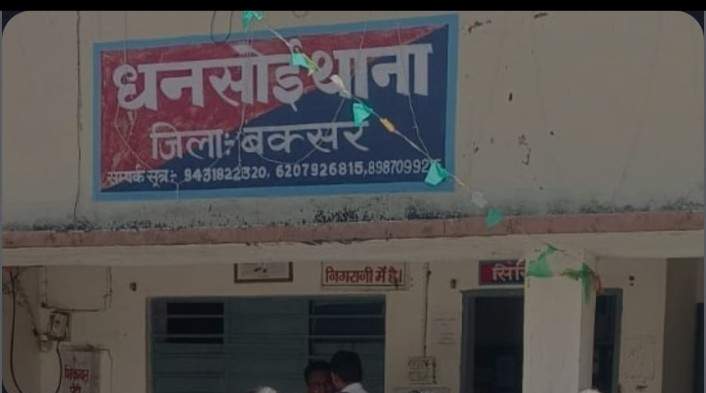 धनसोई थाना
जिला:- बक्सर
सम्पर्क सूत्र:- 9431822320, 6207926815,
निगरानी में है।